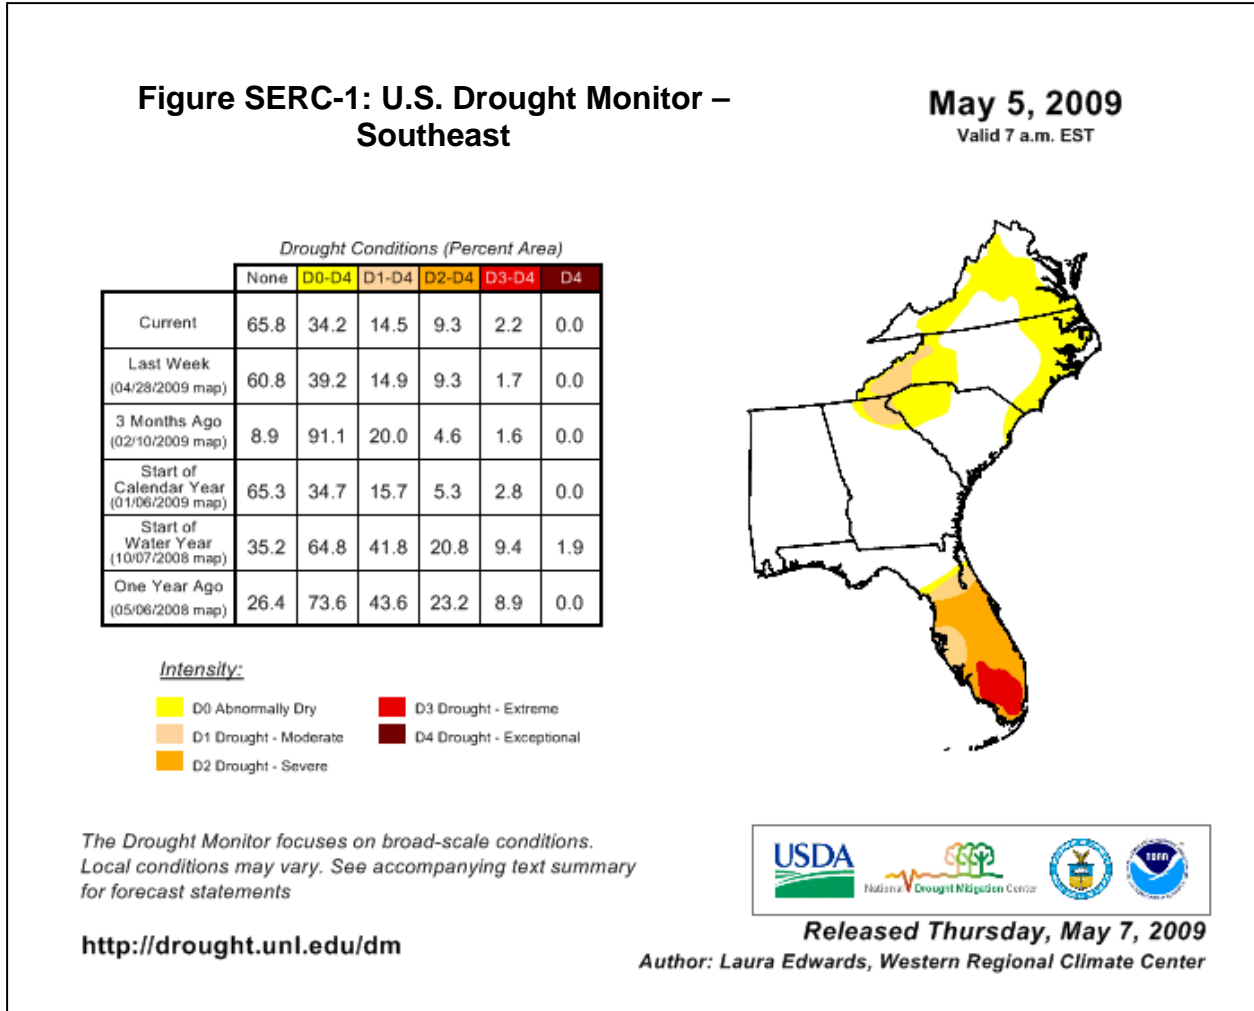 Figure SERC-1: U.S. Drought Monitor –
Southeast
May 5, 2009
Valid 7 a.m. EST
Drought Conditions (Percent Area)
None D0-D4 D1-D4 D2-D4 D3-D4 D4
Current 65.8 34.2 14.5 9.3 2.2 0.0
Last Week
(04/28/2009 map) 60.8 39.2 14.9 9.3 1.7 0.0
3 Months Ago
(02/10/2009 map) 8.9 91.1 20.0 4.6 1.6 0.0
Start of
Calendar Year
(01/06/2009 map) 65.3 34.7 15.7 5.3 2.8 0.0
Start of
Water Year
(10/07/2008 map) 35.2 64.8 41.8 20.8 9.4 1.9
One Year Ago
(05/06/2008 map) 26.4 73.6 43.6 23.2 8.9 0.0
Intensity:
D0 Abnormally Dry
D1 Drought - Moderate
D2 Drought - Severe
D3 Drought - Extreme
D4 Drought - Exceptional
The Drought Monitor focuses on broad-scale conditions.
Local conditions may vary. See accompanying text summary
for forecast statements
http://drought.unl.edu/dm
USDA
National Drought Mitigation Center
Released Thursday, May 7, 2009
Author: Laura Edwards, Western Regional Climate Center